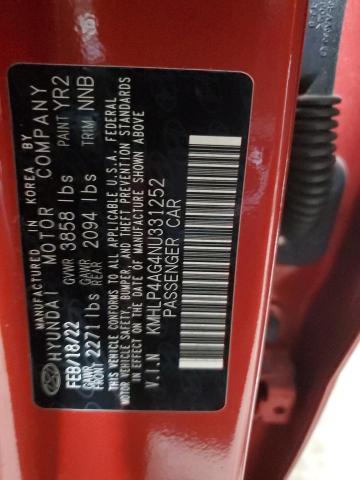 MANUFACTURED IN KOREA BY
HYUNDAI MOTOR COMPANY
FEB/18/22 GVWR 3858 lbs PAINT YR2
GAWR FRONT 2271 lbs GAWR REAR 2094 lbs TRIM NNB
THIS VEHICLE CONFORMS TO ALL APPLICABLE U.S.A. FEDERAL
MOTOR VEHICLE SAFETY, BUMPER, AND THEFT PREVENTION STANDARDS
IN EFFECT ON THE DATE OF MANUFACTURE SHOWN ABOVE.
V.I.N KMHLP4AG4NU331252
PASSENGER CAR